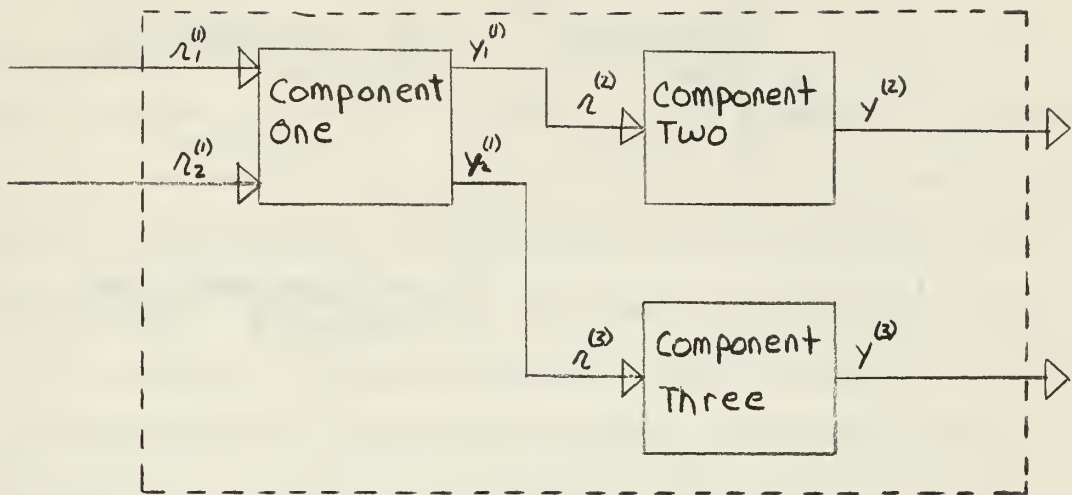 r₁⁽¹⁾
y₁⁽¹⁾
Component
One
r₂⁽¹⁾
y₂⁽¹⁾
r⁽²⁾
Component
Two
y⁽²⁾
r⁽³⁾
Component
Three
y⁽³⁾